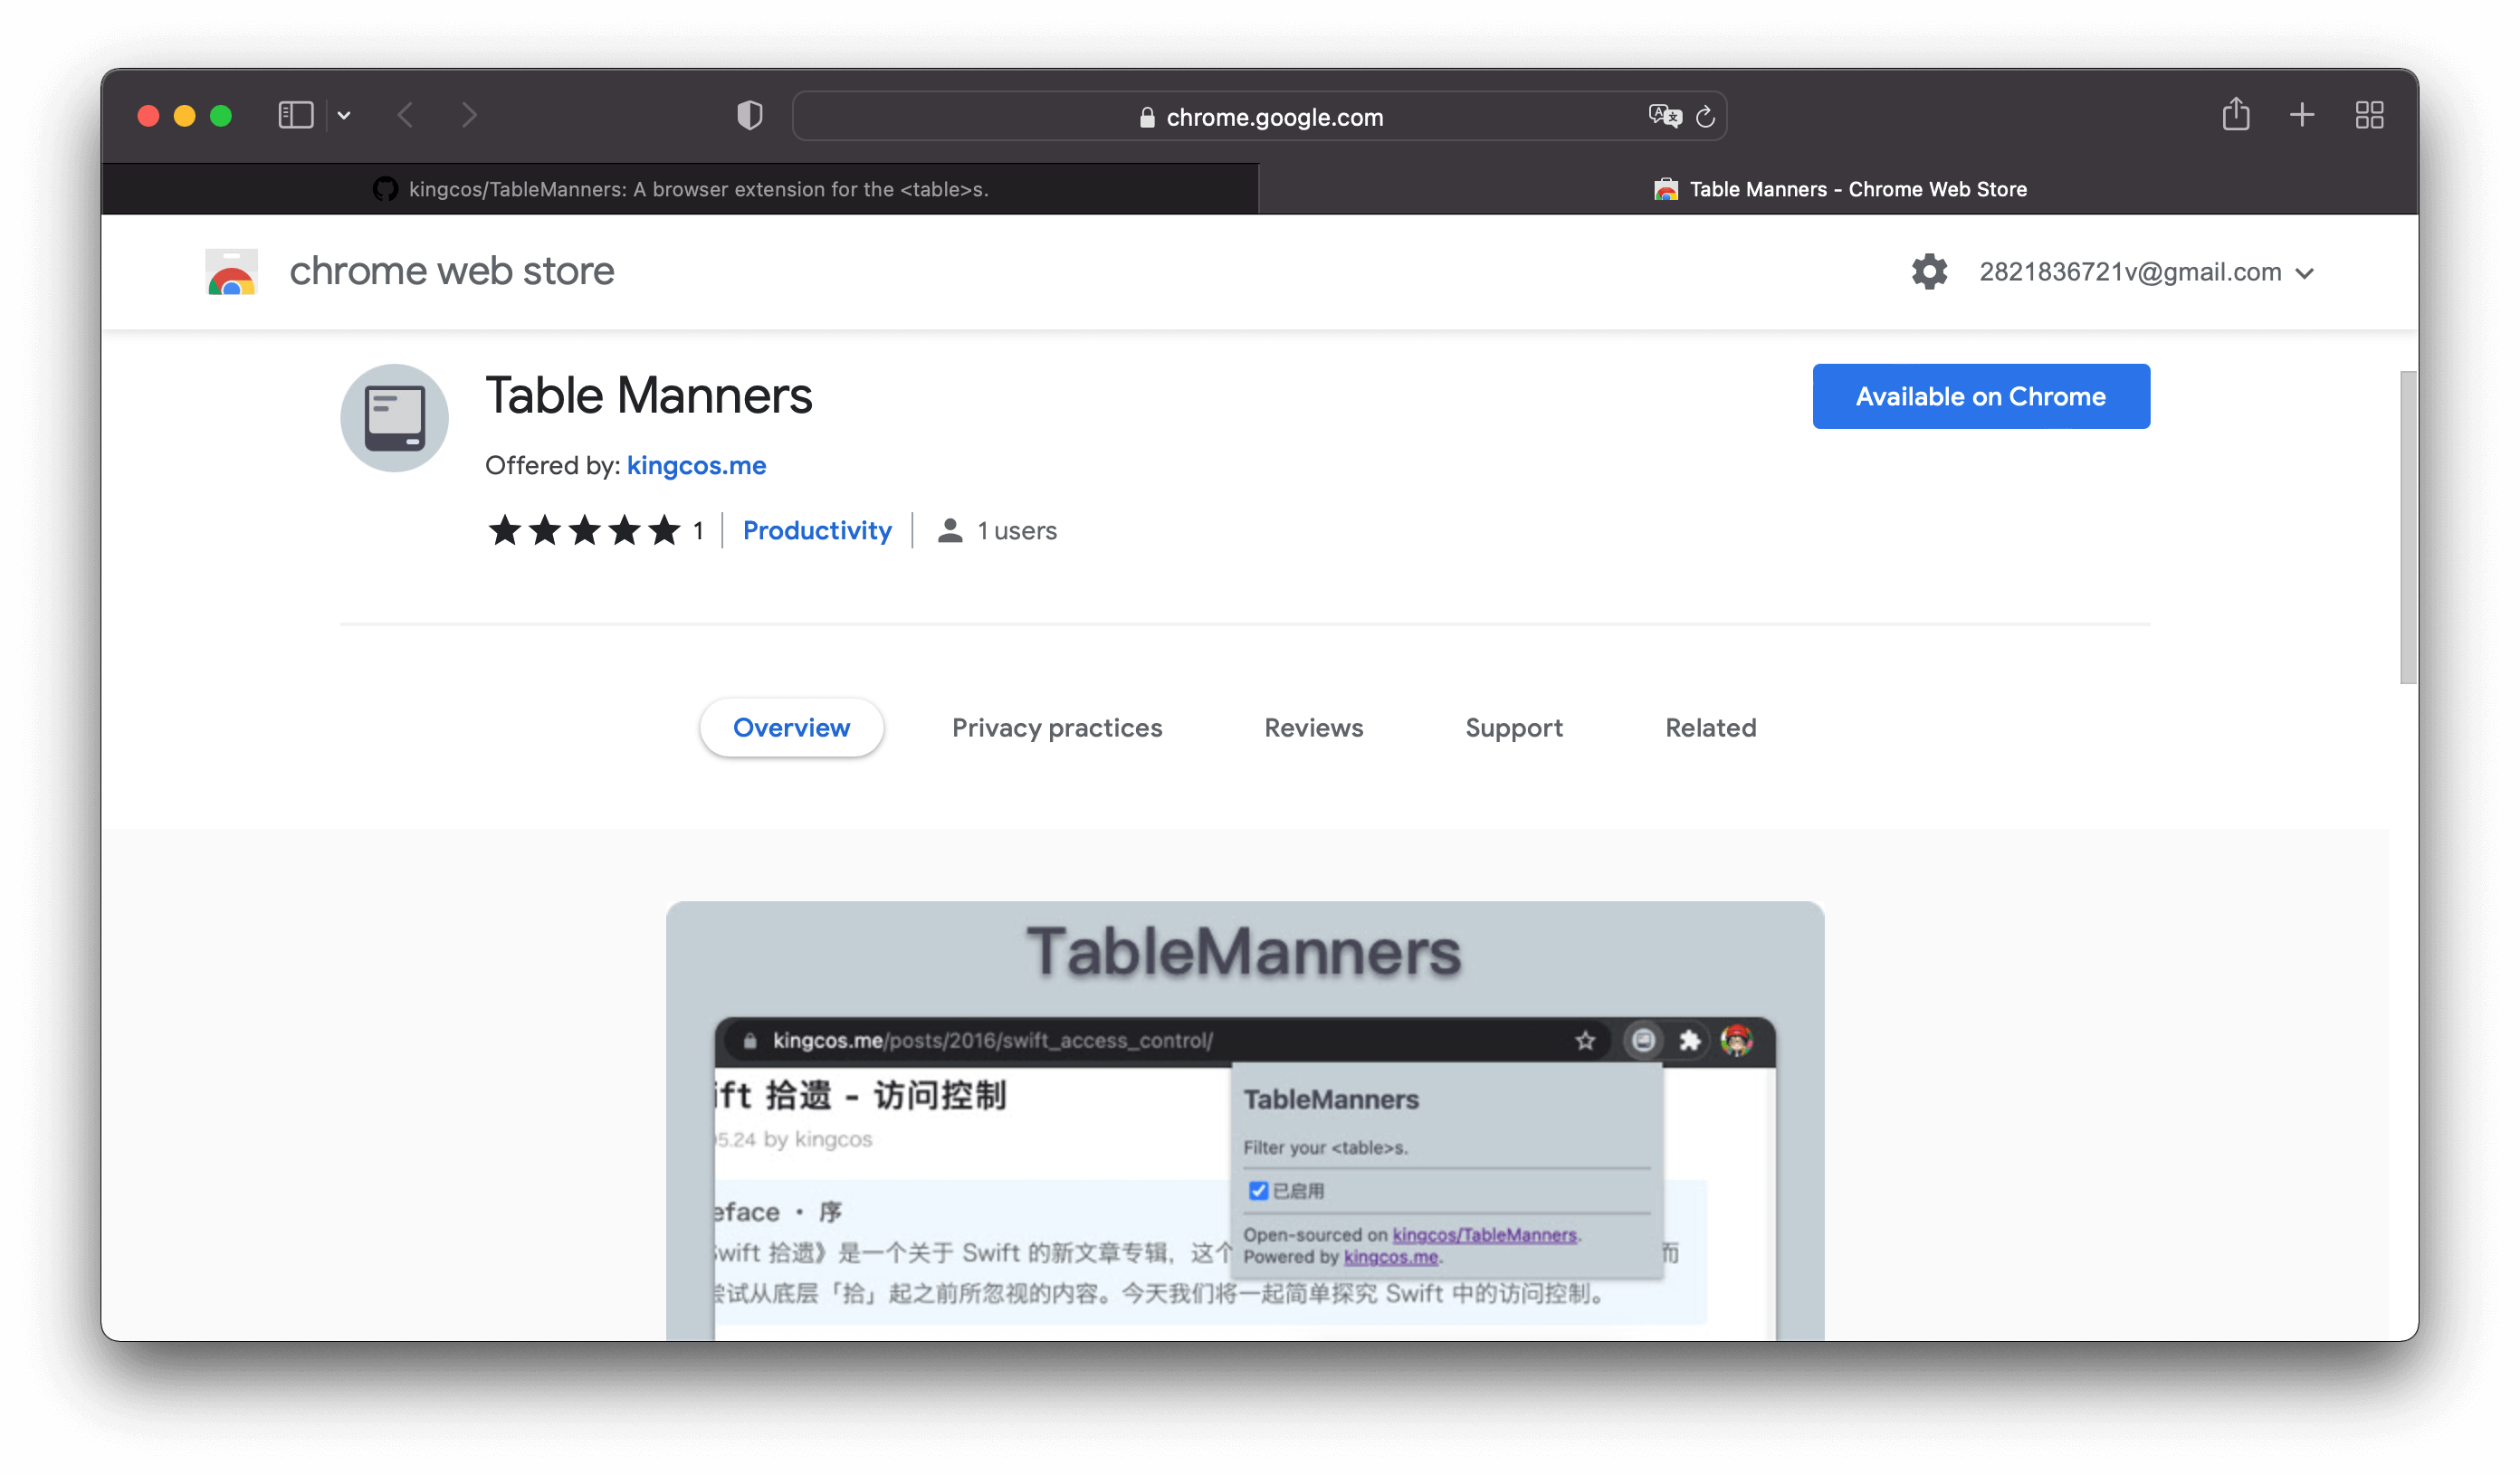 chrome.google.com
kingcos/TableManners: A browser extension for the <table>s.
Table Manners - Chrome Web Store
chrome web store
2821836721v@gmail.com
Table Manners
Available on Chrome
Offered by: kingcos.me
1
Productivity
1 users
Overview
Privacy practices
Reviews
Support
Related
TableManners
kingcos.me/posts/2016/swift_access_control/
ift 拾遗 - 访问控制
05.24 by kingcos
TableManners
Filter your <table>s.
已启用
Open-sourced on kingcos/TableManners.
Powered by kingcos.me.
eface · 序
Swift 拾遗》是一个关于 Swift 的新文章专辑，这个
而
尝试从底层「拾」起之前所忽视的内容。今天我们将一起简单探究 Swift 中的访问控制。